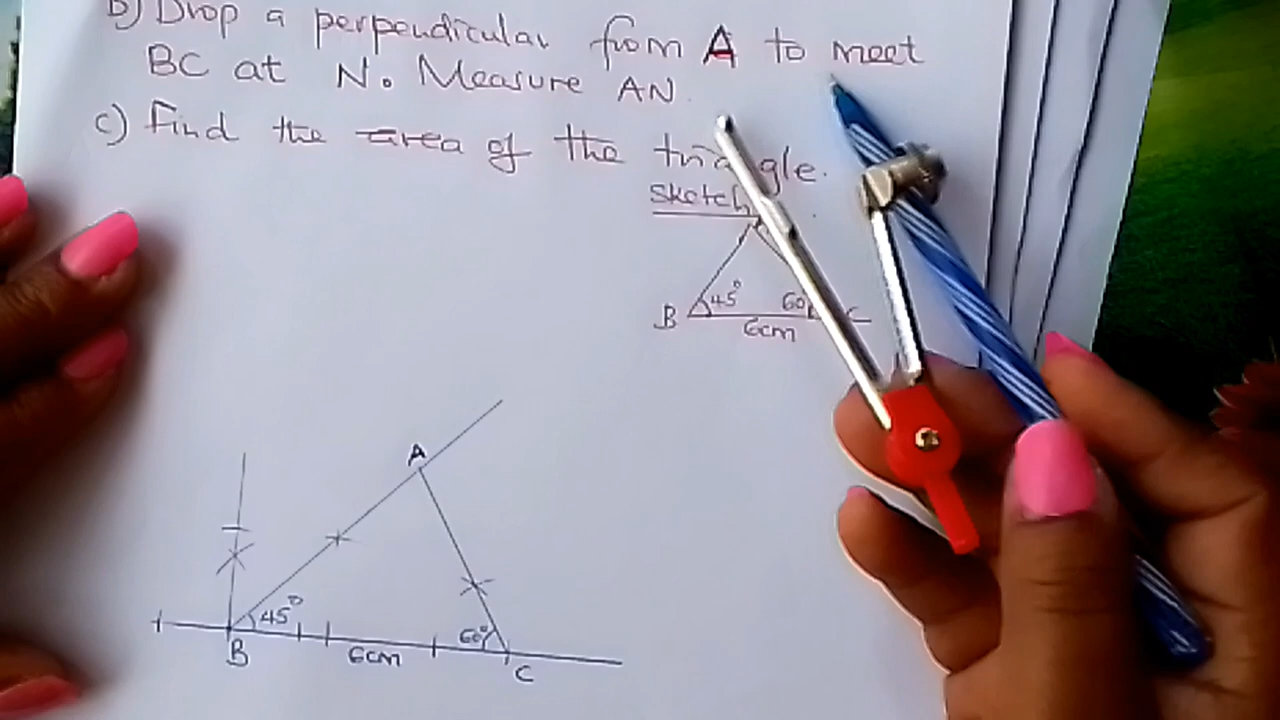 b) Drop a perpendicular from A to meet
BC at N. Measure AN.
c) Find the area of the triangle.
Sketch
45°
60
B
C
6cm
A
45°
60°
B
6cm
C